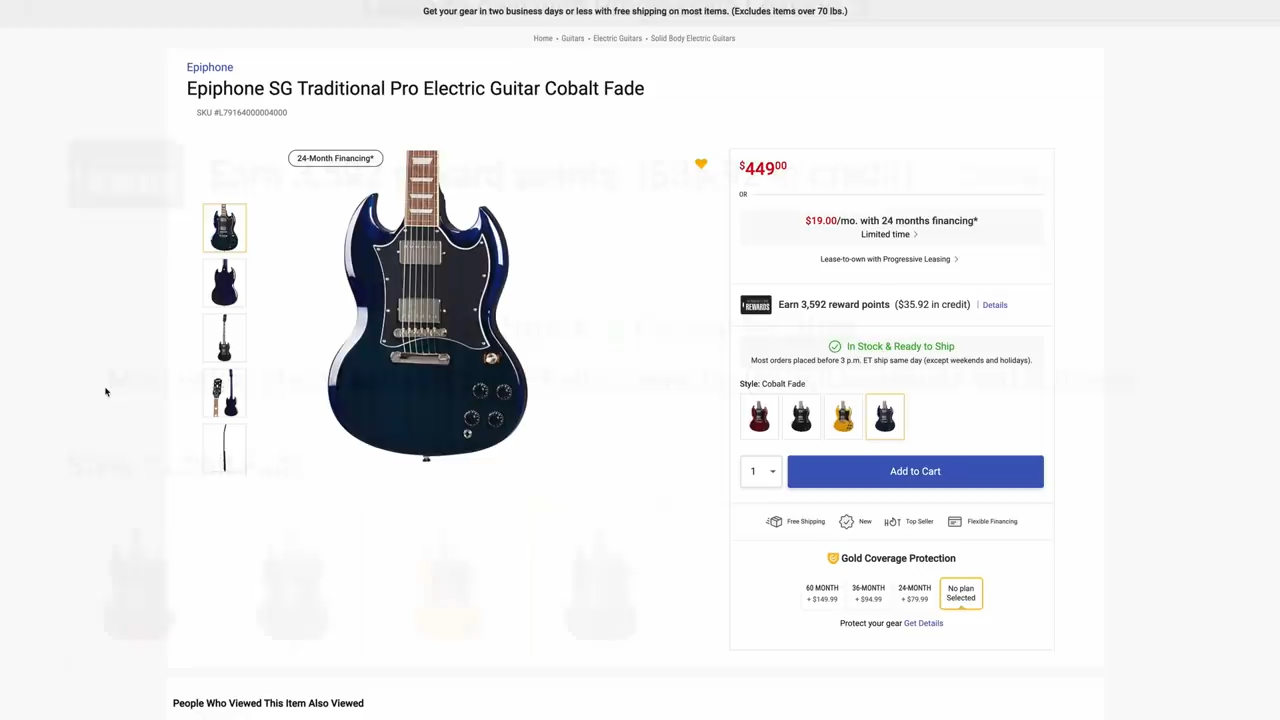 Get your gear in two business days or less with free shipping on most items. (Excludes items over 70 lbs.)
Home • Guitars • Electric Guitars • Solid Body Electric Guitars
Epiphone
Epiphone SG Traditional Pro Electric Guitar Cobalt Fade
SKU #L79164000004000
24-Month Financing*
$44900
OR
$19.00/mo. with 24 months financing*
Limited time >
Lease-to-own with Progressive Leasing >
REWARDS
Earn 3,592 reward points ($35.92 in credit) | Details
In Stock & Ready to Ship
Most orders placed before 3 p.m. ET ship same day (except weekends and holidays).
Style: Cobalt Fade
1
Add to Cart
Free Shipping
New
HOT Top Seller
Flexible Financing
Gold Coverage Protection
60 MONTH 36-MONTH 24-MONTH No plan
+ $149.99 + $94.99 + $79.99 Selected
Protect your gear Get Details
People Who Viewed This Item Also Viewed